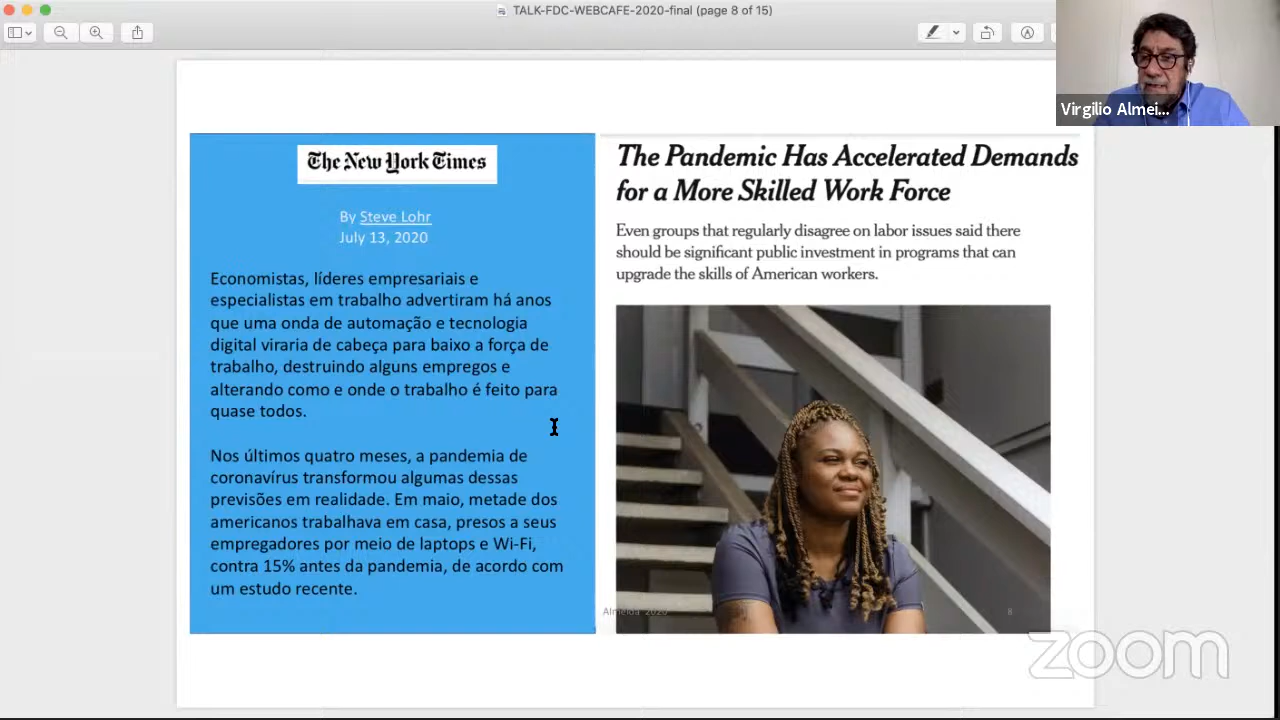 TALK-FDC-WEBCAFE-2020-final (page 8 of 15)
Virgilio Almei...
The New York Times
By Steve Lohr
July 13, 2020
Economistas, líderes empresariais e
especialistas em trabalho advertiram há anos
que uma onda de automação e tecnologia
digital viraria de cabeça para baixo a força de
trabalho, destruindo alguns empregos e
alterando como e onde o trabalho é feito para
quase todos.
Nos últimos quatro meses, a pandemia de
coronavírus transformou algumas dessas
previsões em realidade. Em maio, metade dos
americanos trabalhava em casa, presos a seus
empregadores por meio de laptops e Wi-Fi,
contra 15% antes da pandemia, de acordo com
um estudo recente.
The Pandemic Has Accelerated Demands
for a More Skilled Work Force
Even groups that regularly disagree on labor issues said there
should be significant public investment in programs that can
upgrade the skills of American workers.
Almeida 2020
8
zoom